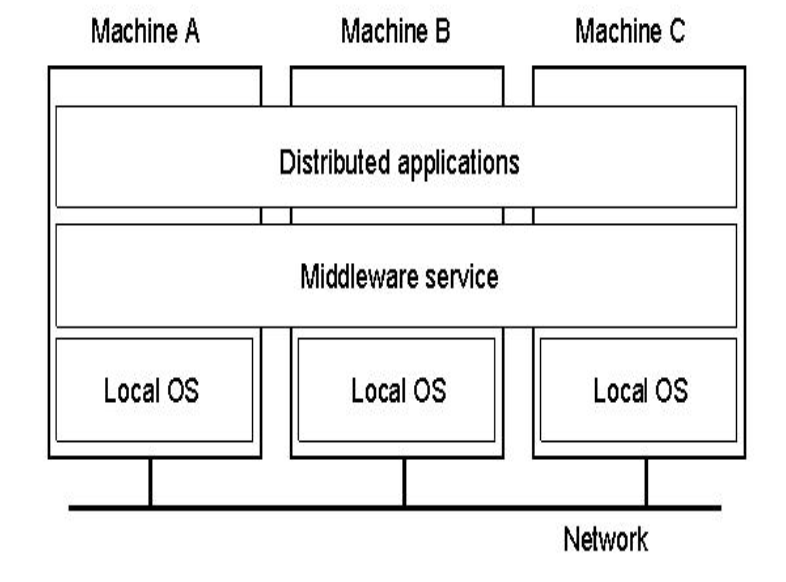 Machine A
Machine B
Machine C
Distributed applications
Middleware service
Local OS
Local OS
Local OS
Network